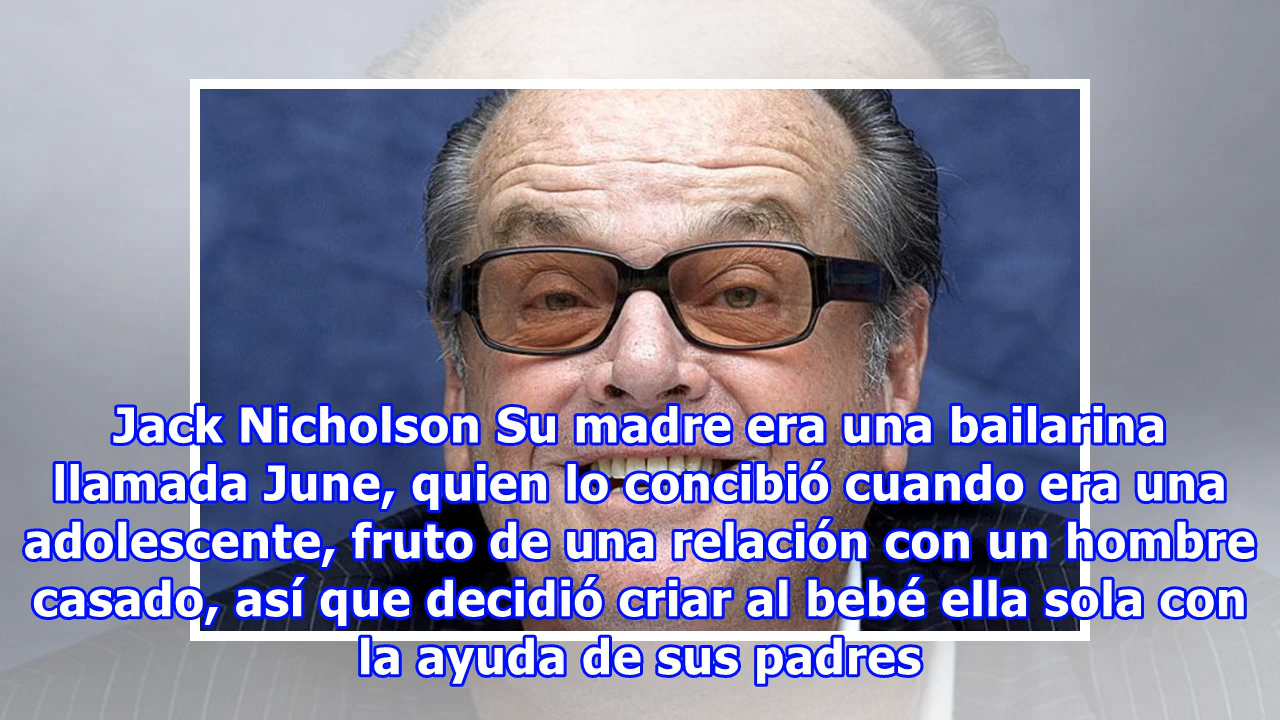 Jack Nicholson Su madre era una bailarina
llamada June, quien lo concibió cuando era una
adolescente, fruto de una relación con un hombre
casado, así que decidió criar al bebé ella sola con
la ayuda de sus padres